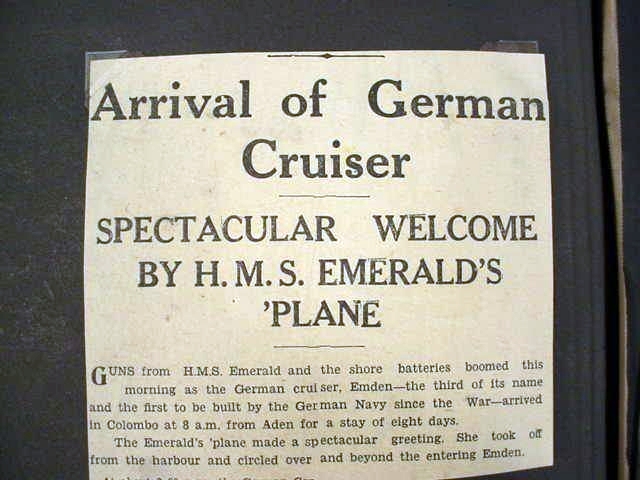 Arrival of German
Cruiser
SPECTACULAR WELCOME
BY H. M. S. EMERALD'S
'PLANE
GUNS from H.M.S. Emerald and the shore batteries boomed this
morning as the German cruiser, Emden—the third of its name
and the first to be built by the German Navy since the War—arrived
in Colombo at 8 a.m. from Aden for a stay of eight days.
The Emerald's 'plane made a spectacular greeting. She took off
from the harbour and circled over and beyond the entering Emden.